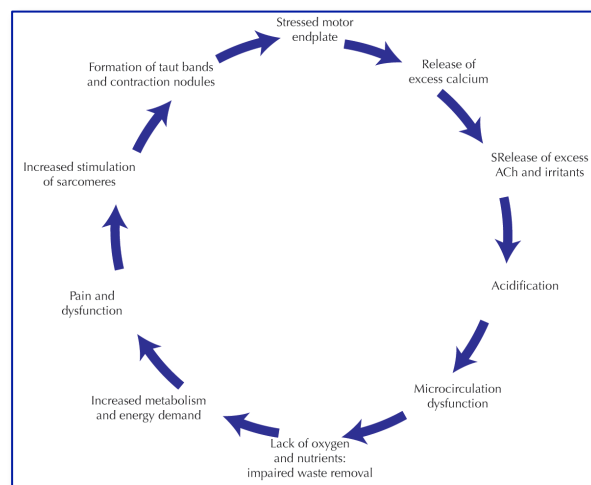 Stressed motor
endplate
Release of
excess calcium
SRelease of excess
ACh and irritants
Acidification
Microcirculation
dysfunction
Lack of oxygen
and nutrients:
impaired waste removal
Increased metabolism
and energy demand
Pain and
dysfunction
Increased stimulation
of sarcomeres
Formation of taut bands
and contraction nodules